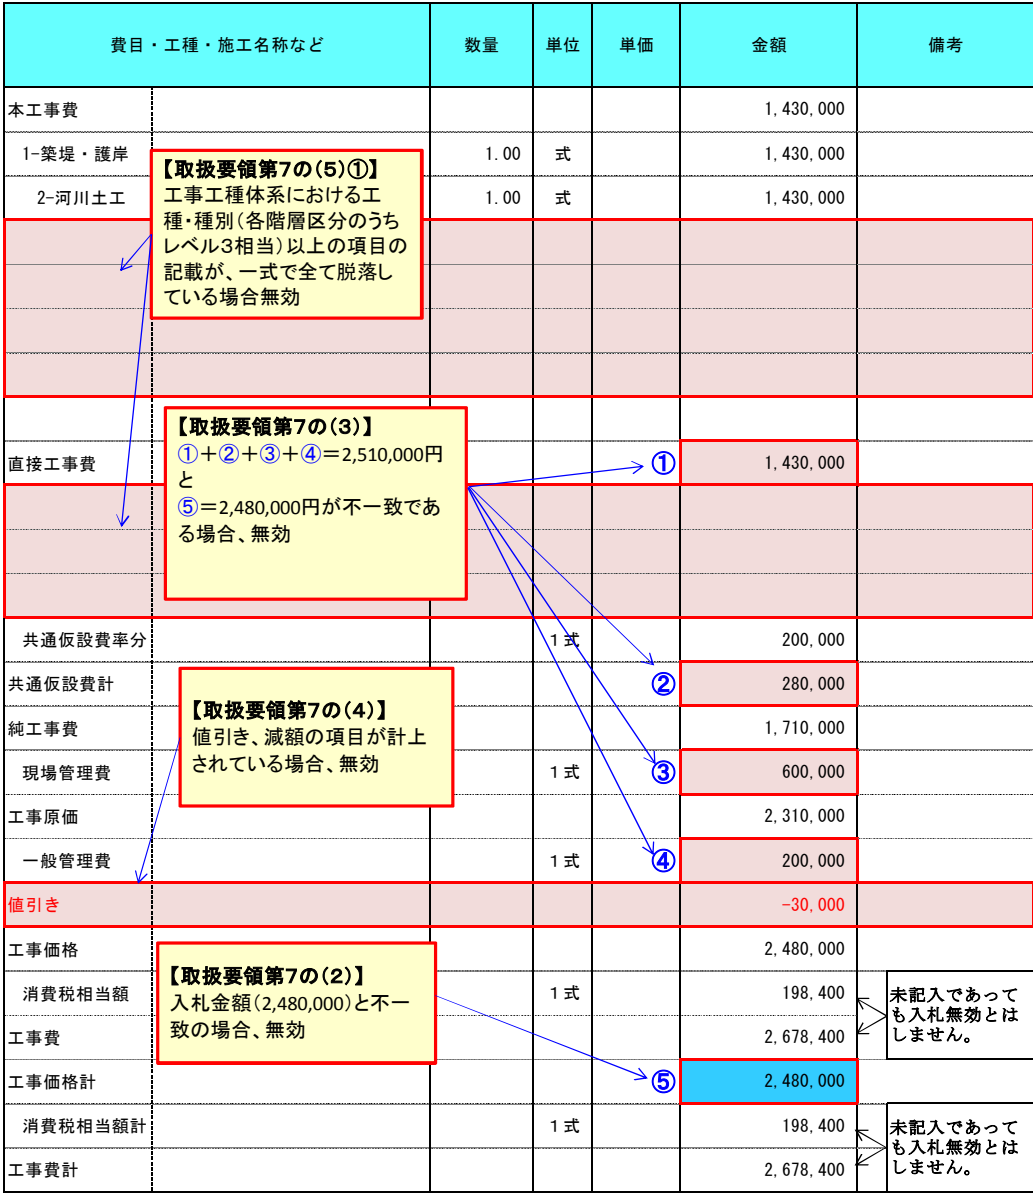 費目・工種・施工名称など 数量 単位 単価 金額 備考
本工事費 1,430,000
1-築堤・護岸 1.00 式 1,430,000
2-河川土工 1.00 式 1,430,000
【取扱要領第7の(5)①】
工事工種体系における工
種・種別(各階層区分のうち
レベル3相当)以上の項目の
記載が、一式で全て脱落し
ている場合無効
【取扱要領第7の(3)】
①+②+③+④=2,510,000円
と
⑤=2,480,000円が不一致であ
る場合、無効
直接工事費 ① 1,430,000
共通仮設費率分 1式 200,000
共通仮設費計 ② 280,000
純工事費 1,710,000
【取扱要領第7の(4)】
値引き、減額の項目が計上
されている場合、無効
現場管理費 1式 ③ 600,000
工事原価 2,310,000
一般管理費 1式 ④ 200,000
値引き -30,000
工事価格 2,480,000
【取扱要領第7の(2)】
入札金額(2,480,000)と不一
致の場合、無効
消費税相当額 1式 198,400
工事費 2,678,400
未記入であって
も入札無効とは
しません。
工事価格計 ⑤ 2,480,000
消費税相当額計 1式 198,400
工事費計 2,678,400
未記入であって
も入札無効とは
しません。